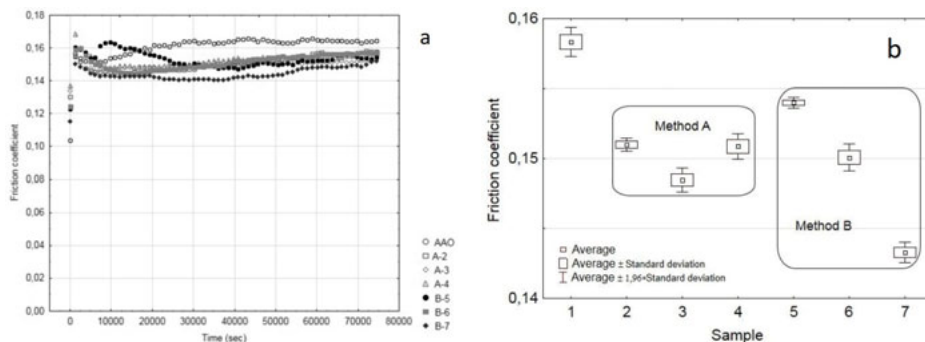 a
0,18
0,16
0,14
0,12
0,10
0,08
0,06
0,04
0,02
0,00
Friction coefficient
0 10000 20000 30000 40000 50000 60000 70000 80000
Time (sec)
AAO
A-2
A-3
A-4
B-5
B-6
B-7
b
0,16
0,15
0,14
Friction coefficient
Method A
Method B
Average
Average ± Standard deviation
Average ± 1,96*Standard deviation
1 2 3 4 5 6 7
Sample